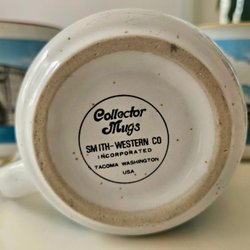 Collector
Mugs
SMITH-WESTERN CO
INCORPORATED
TACOMA WASHINGTON
USA